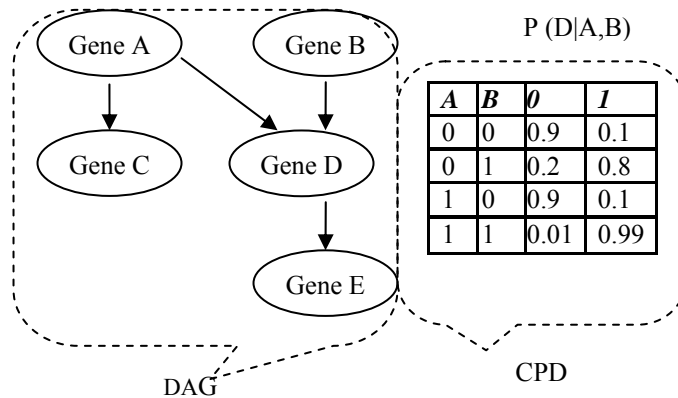 Gene A
Gene B
P (D|A,B)
Gene C
Gene D
Gene E
A B 0 1
0 0 0.9 0.1
0 1 0.2 0.8
1 0 0.9 0.1
1 1 0.01 0.99
DAG
CPD